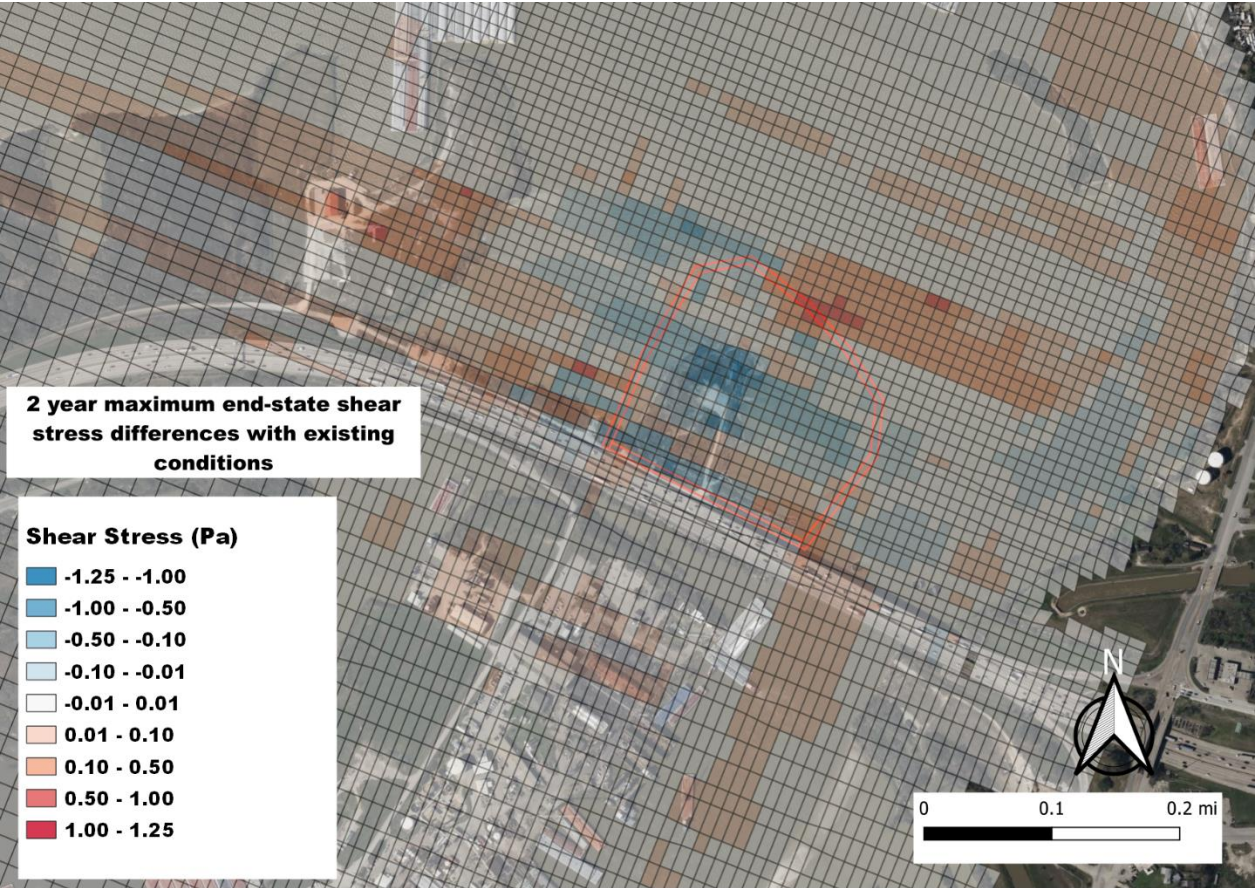 2 year maximum end-state shear
stress differences with existing
conditions
Shear Stress (Pa)
-1.25 - -1.00
-1.00 - -0.50
-0.50 - -0.10
-0.10 - -0.01
-0.01 - 0.01
0.01 - 0.10
0.10 - 0.50
0.50 - 1.00
1.00 - 1.25
N
0 0.1 0.2 mi